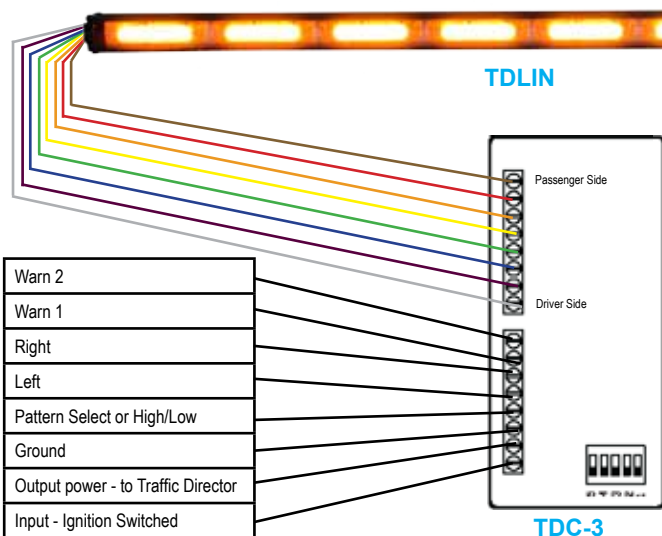 TDLIN
Passenger Side
Driver Side
Warn 2
Warn 1
Right
Left
Pattern Select or High/Low
Ground
Output power - to Traffic Director
Input - Ignition Switched
TDC-3